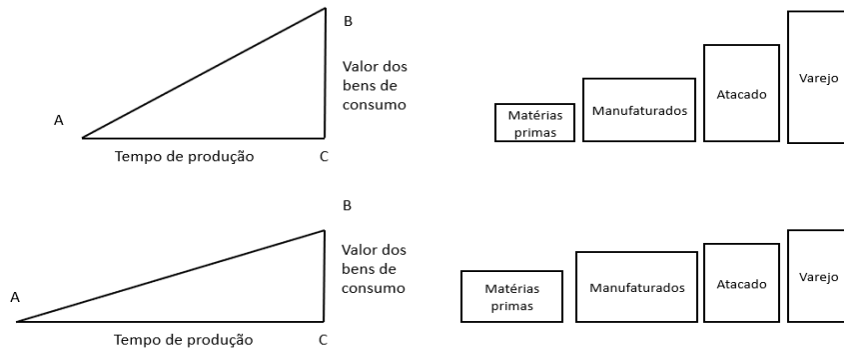 B
Valor dos
bens de
consumo
A
Tempo de produção
C
Matérias
primas
Manufaturados
Atacado
Varejo
B
Valor dos
bens de
consumo
A
Tempo de produção
C
Matérias
primas
Manufaturados
Atacado
Varejo